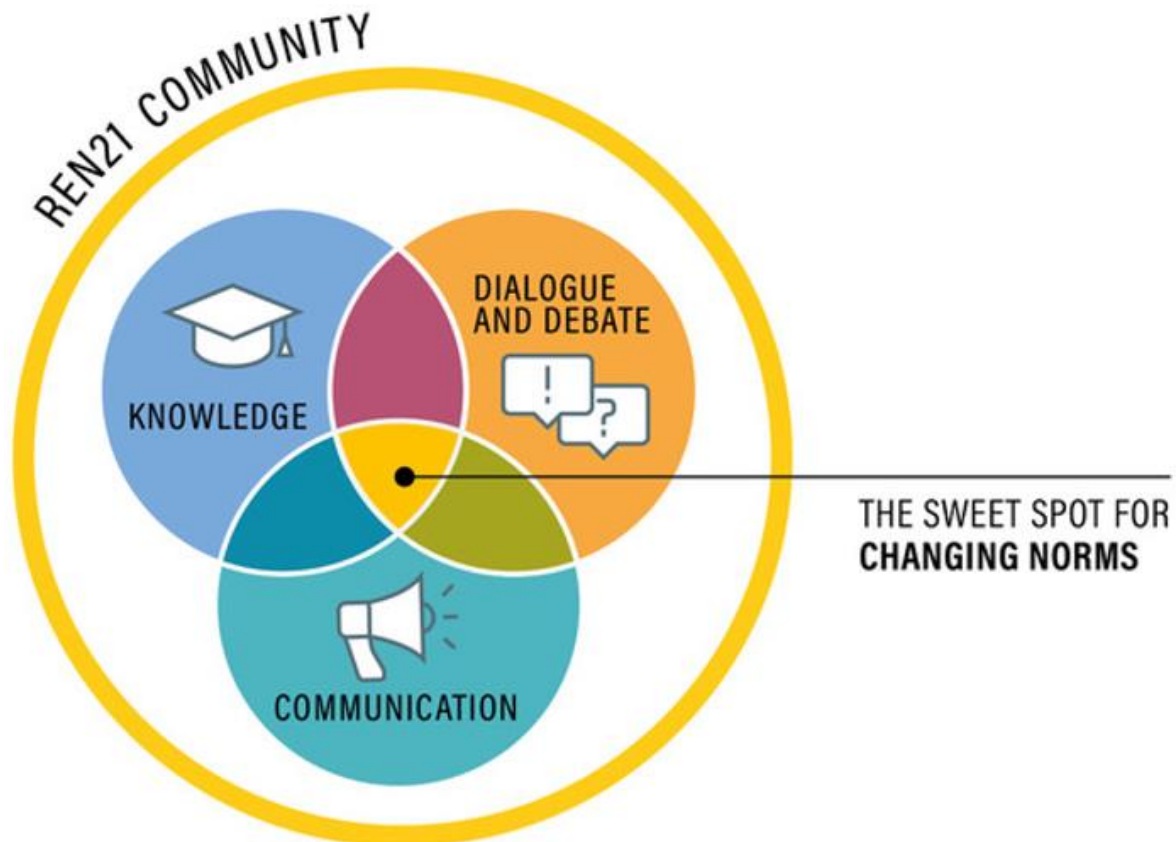 REN21 COMMUNITY
KNOWLEDGE
DIALOGUE
AND DEBATE
!
?
COMMUNICATION
THE SWEET SPOT FOR
CHANGING NORMS